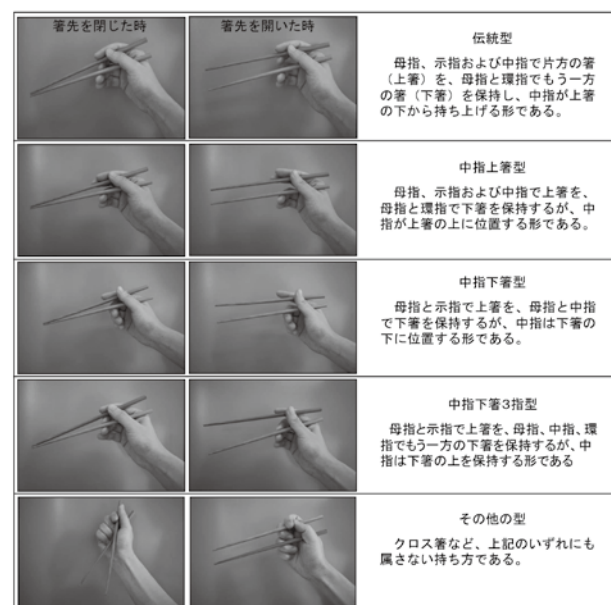 箸先を閉じた時
箸先を開いた時
伝統型
母指、示指および中指で片方の箸
（上箸）を、母指と環指でもう一方
の箸（下箸）を保持し、中指が上箸
の下から持ち上げる形である。
中指上箸型
母指、示指および中指で上箸を、
母指と環指で下箸を保持するが、中
指が上箸の上に位置する形である。
中指下箸型
母指と示指で上箸を、母指と中指
で下箸を保持するが、中指は下箸の
下に位置する形である。
中指下箸3指型
母指と示指で上箸を、母指、中指、環
指でもう一方の下箸を保持するが、中
指は下箸の上を保持する形である
その他の型
クロス箸など、上記のいずれにも
属さない持ち方である。